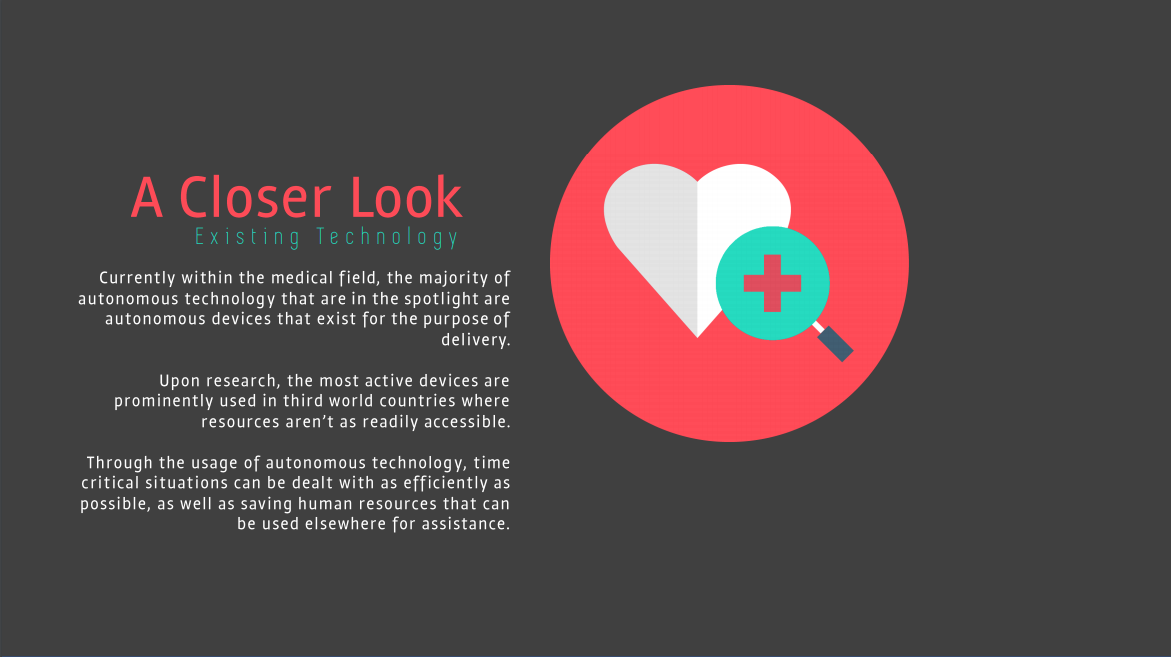 A Closer Look
Existing Technology
Currently within the medical field, the majority of
autonomous technology that are in the spotlight are
autonomous devices that exist for the purpose of
delivery.
Upon research, the most active devices are
prominently used in third world countries where
resources aren’t as readily accessible.
Through the usage of autonomous technology, time
critical situations can be dealt with as efficiently as
possible, as well as saving human resources that can
be used elsewhere for assistance.